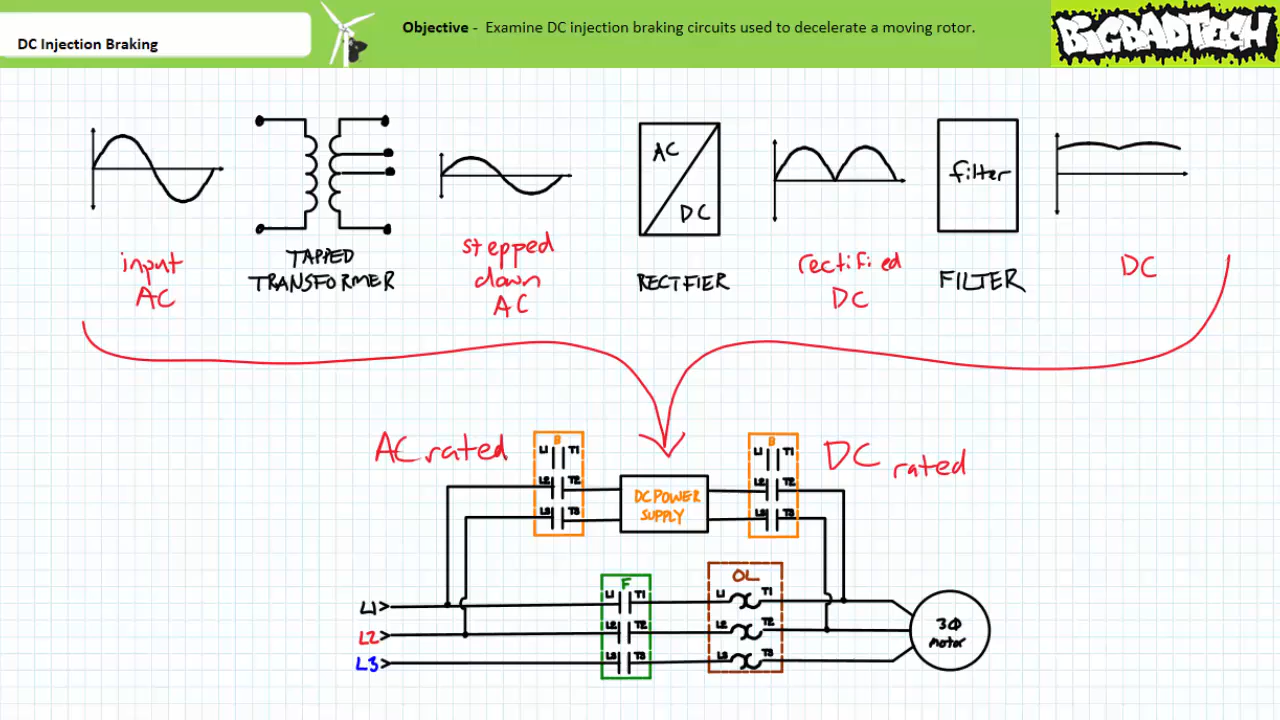 DC Injection Braking
Objective - Examine DC injection braking circuits used to decelerate a moving rotor.
BIGBADTECH
AC
DC
filter
input
AC
TAPPED
TRANSFORMER
stepped
down
AC
RECTFIER
rectified
DC
FILTER
DC
AC rated
B
L1 T1
L2 T2
L3 T3
DC POWER
SUPPLY
B
L1 T1
L2 T2
L3 T3
DC rated
F
L1 T1
L2 T2
L3 T3
OL
L1 T1
L2 T2
L3 T3
L1
L2
L3
3Φ
motor